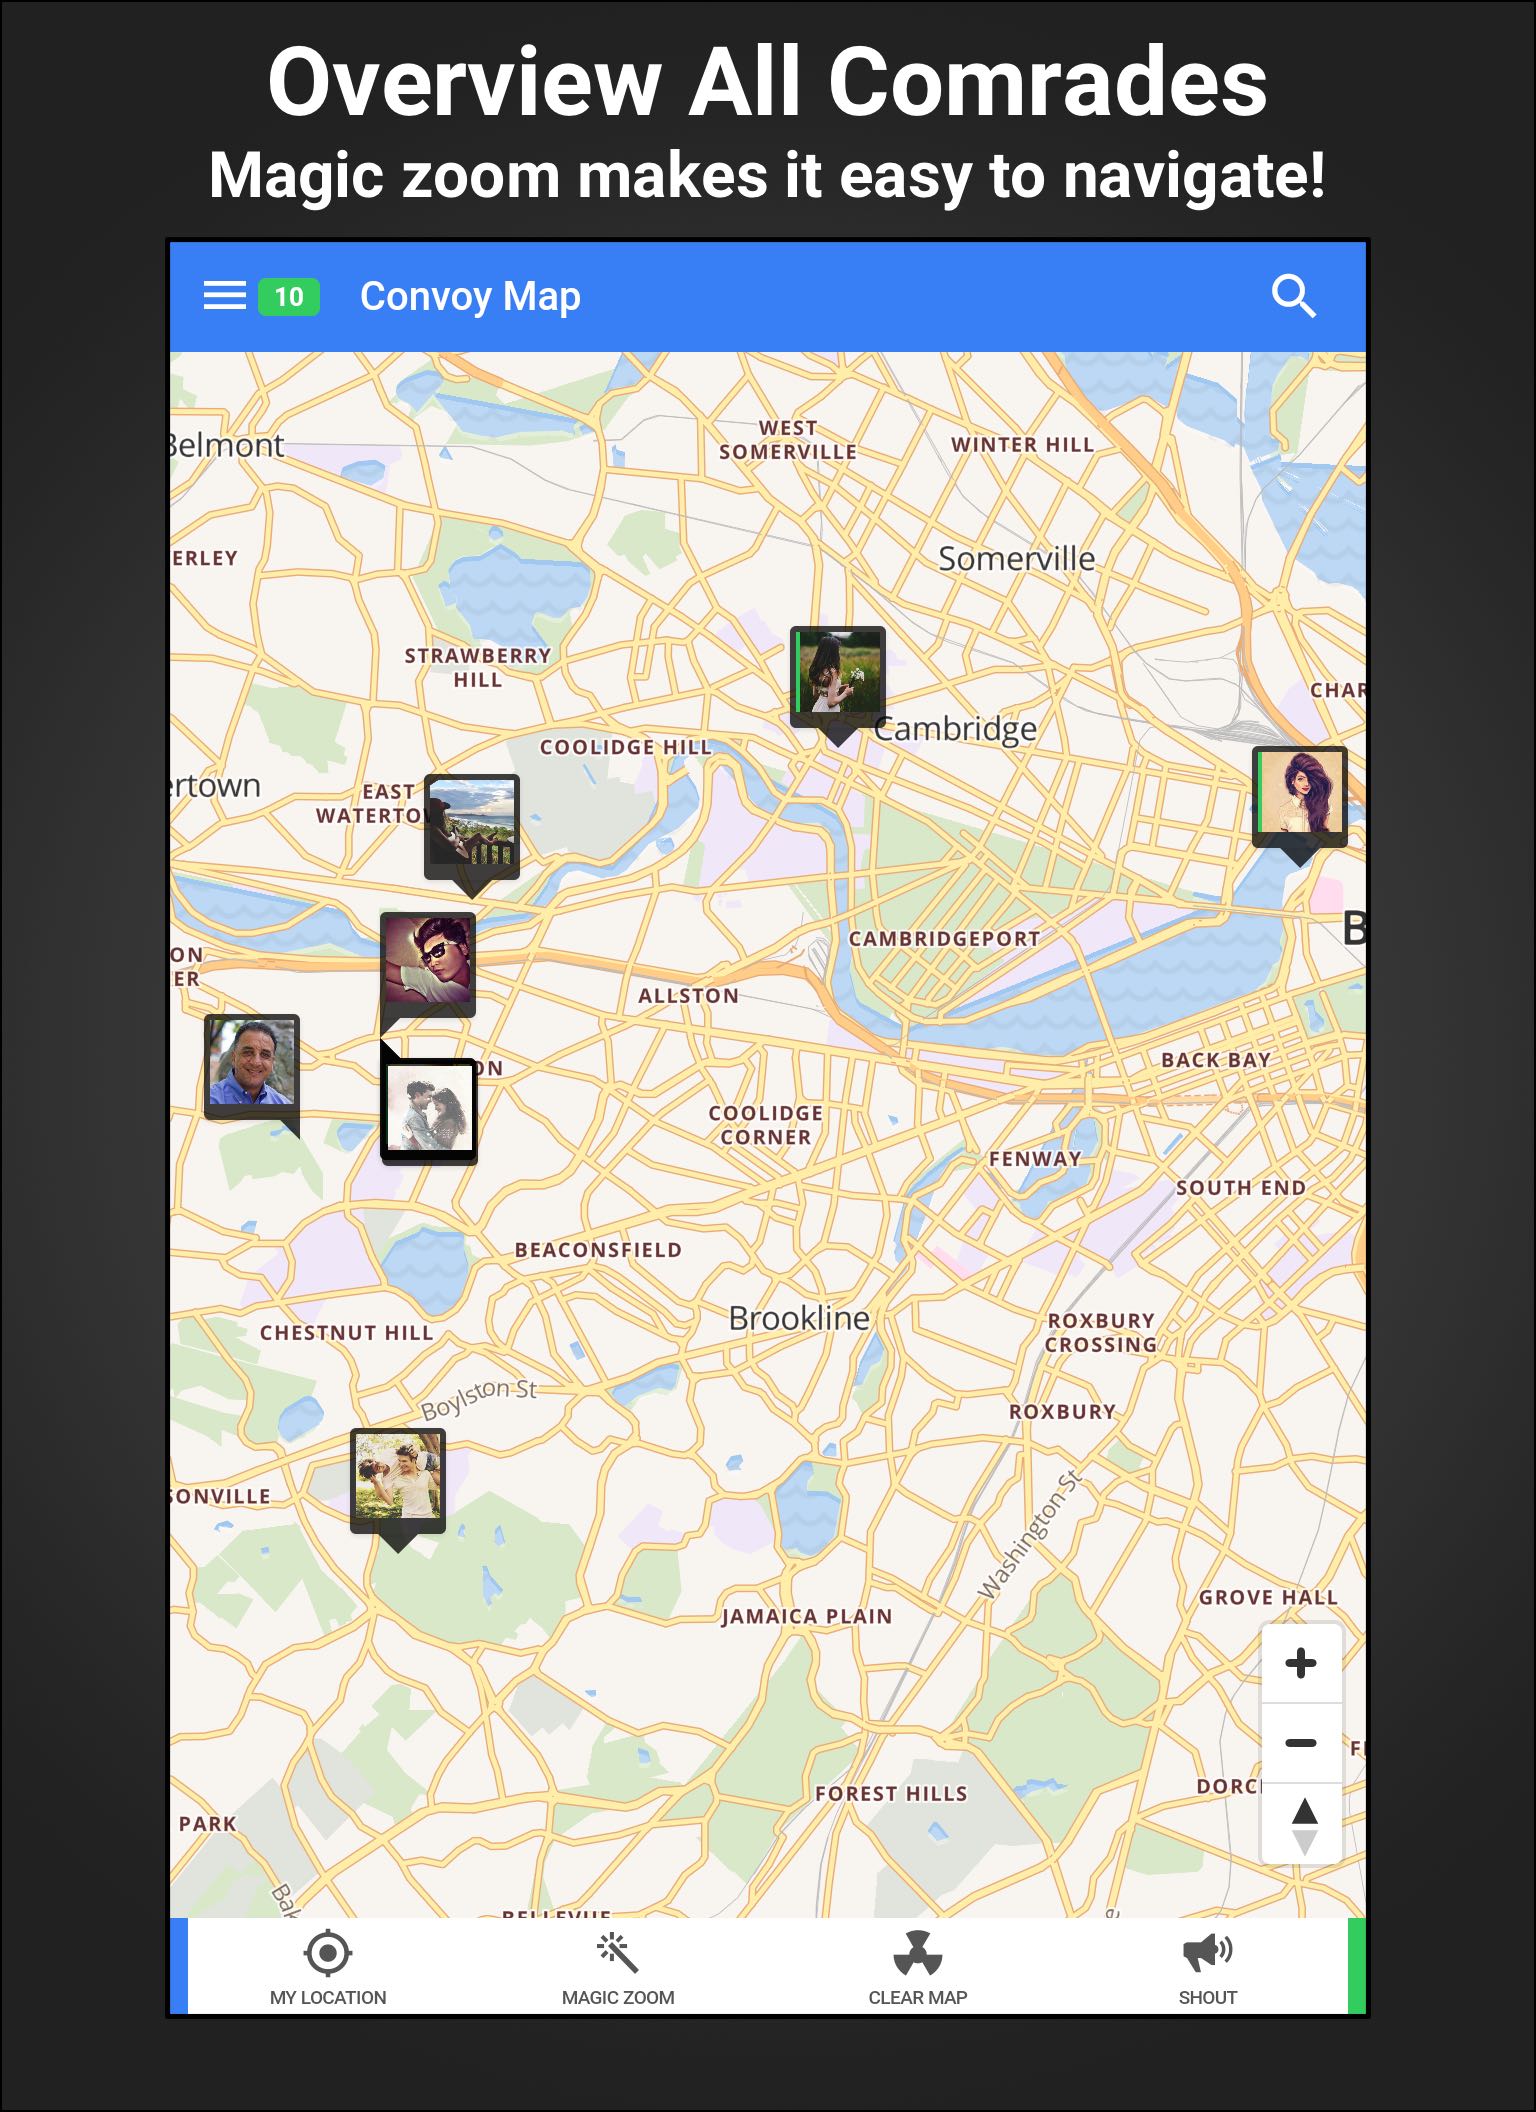 Overview All Comrades
Magic zoom makes it easy to navigate!
10
Convoy Map
Belmont
WEST
SOMERVILLE
WINTER HILL
ERLEY
Somerville
STRAWBERRY
HILL
CHAR
Cambridge
COOLIDGE HILL
ertown
EAST
WATERTOW
B
CAMBRIDGEPORT
ON
ER
ALLSTON
ON
BACK BAY
COOLIDGE
CORNER
FENWAY
SOUTH END
BEACONSFIELD
Brookline
ROXBURY
CROSSING
CHESTNUT HILL
Boylston St
ROXBURY
SONVILLE
Washington St
GROVE HALL
JAMAICA PLAIN
F
DORC
FOREST HILLS
PARK
Bak
BELLEVUE
e
MY LOCATION
MAGIC ZOOM
CLEAR MAP
SHOUT